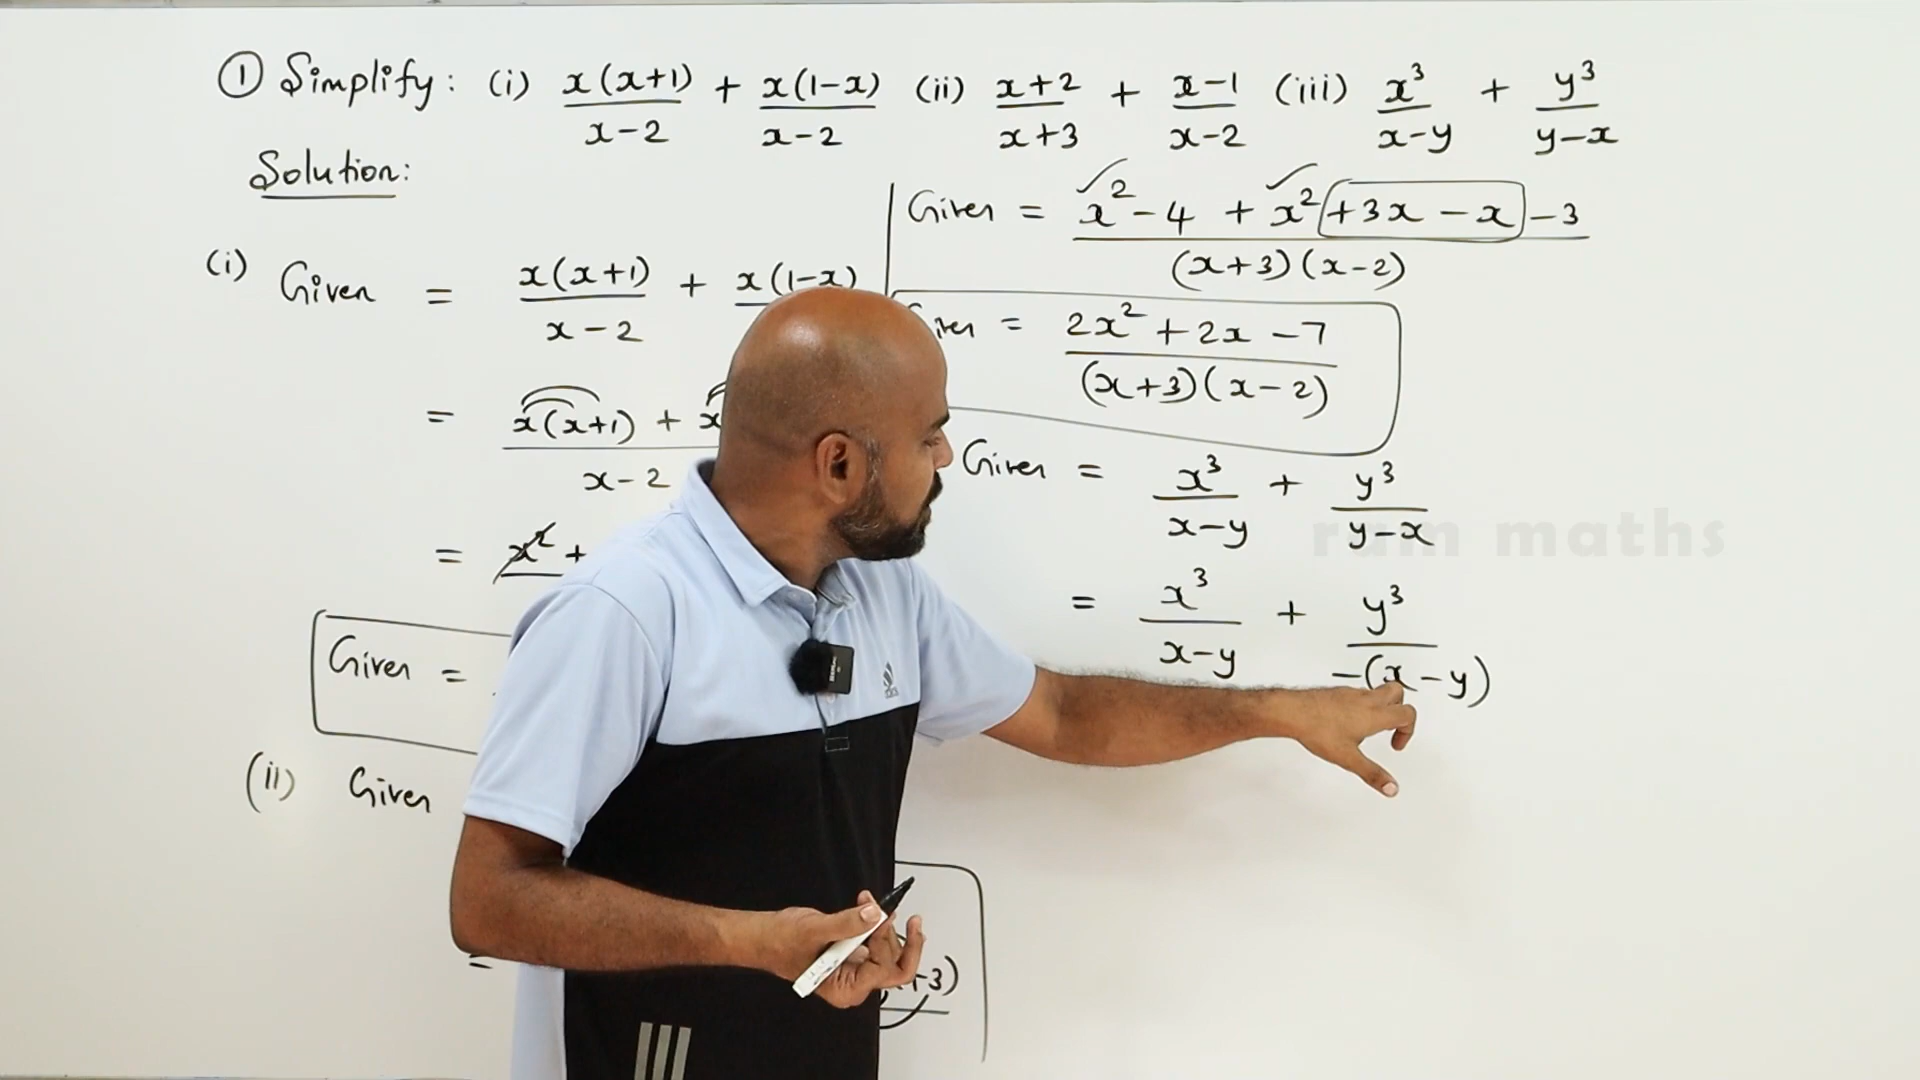 ① Simplify: (i) x(x+1)/x-2 + x(1-x)/x-2 (ii) x+2/x+3 + x-1/x-2 (iii) x³/x-y + y³/y-x
Solution:
(i) Given = x(x+1)/x-2 + x(1-x)
= x(x+1) + x/x-2
= x² +
Given =
(ii) Given
=
+3)
Given = x²-4 + x²+3x-x-3/(x+3)(x-2)
= 2x²+2x-7/(x+3)(x-2)
Given = x³/x-y + y³/y-x
= x³/x-y + y³/-(x-y)
ram maths